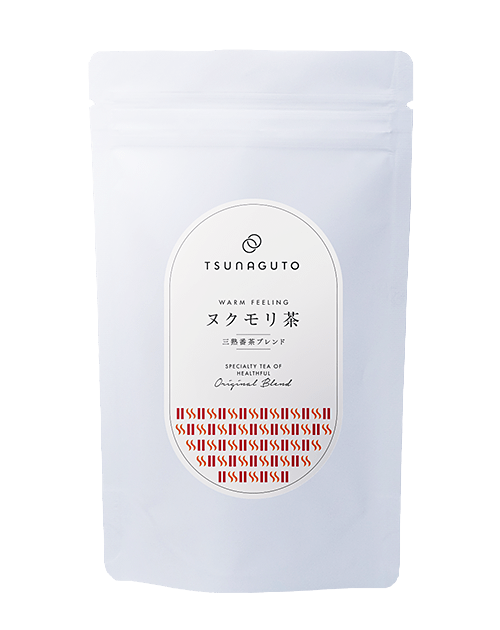 TSUNAGUTO
WARM FEELING
ヌクモリ茶
三熟番茶ブレンド
SPECIALTY TEA OF
HEALTHFUL
Original Blend